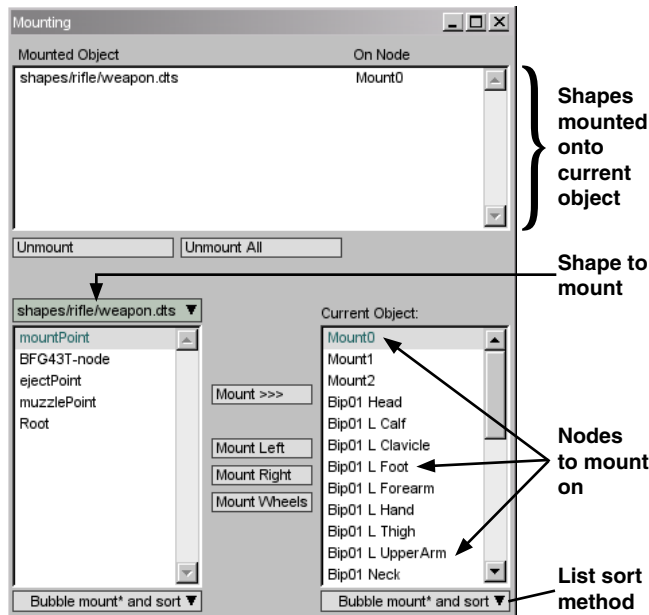 Mounting
Mounted Object On Node
shapes/rifle/weapon.dts Mount0
Shapes
mounted
onto
current
object
Unmount Unmount All
Shape to
mount
shapes/rifle/weapon.dts
Current Object:
mountPoint
BFG43T-node
ejectPoint
muzzlePoint
Root
Mount >>>
Mount Left
Mount Right
Mount Wheels
Mount0
Mount1
Mount2
Bip01 Head
Bip01 L Calf
Bip01 L Clavicle
Bip01 L Foot
Bip01 L Forearm
Bip01 L Hand
Bip01 L Thigh
Bip01 L UpperArm
Bip01 Neck
Nodes
to mount
on
Bubble mount* and sort
Bubble mount* and sort
List sort
method